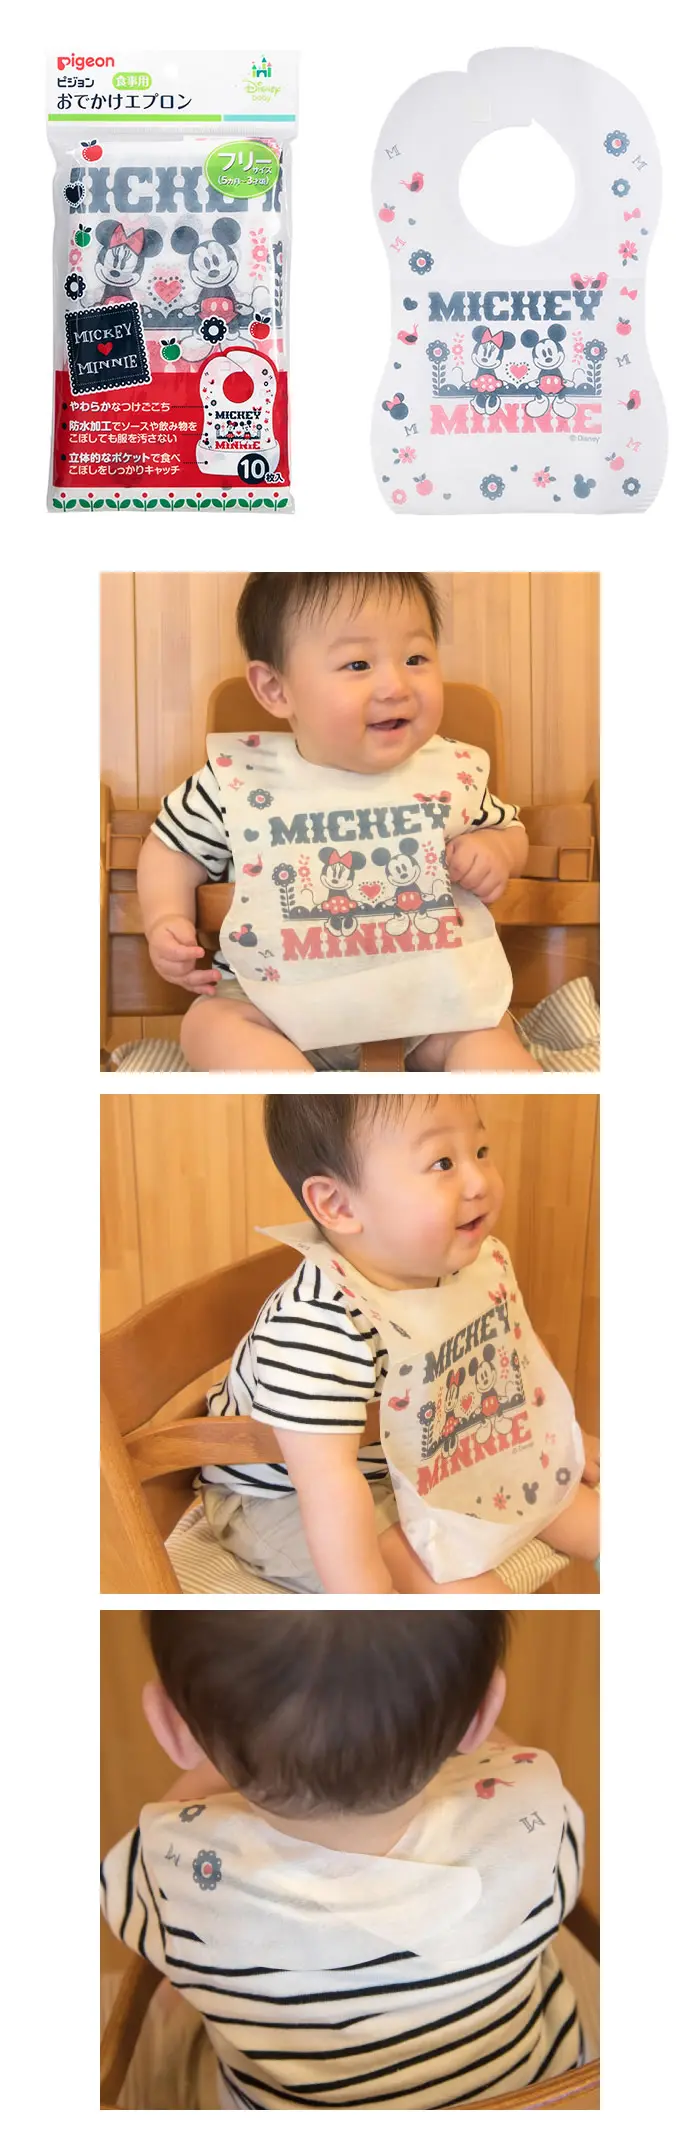 pigeon
ピジョン 食事用
おでかけエプロン
Disney
baby
フリー
サイズ
(5ヵ月〜3才頃)
MICKEY
MINNIE
やわらかなつけごこち
防水加工でソースや飲み物を
こぼしても服を汚さない
立体的なポケットで食べ
こぼしをしっかりキャッチ
MICKEY
MINNIE
10枚入
M
M
M
M
MICKEY
MINNIE
© Disney
M
M
MICKEY
MINNIE
M
MICKEY
MINNIE
© Disney
M
M